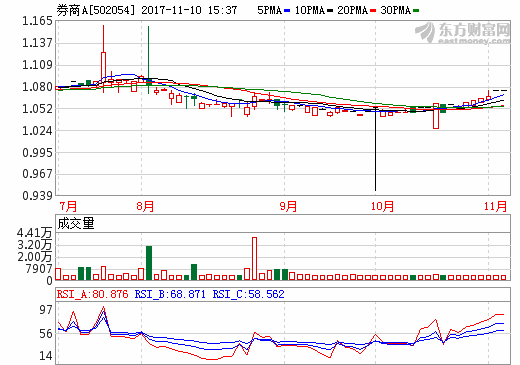 券商A[502054] 2017-11-10 15:37 5PMA 10PMA 20PMA 30PMA
东方财富网
eastmoney.com
1.165
1.137
1.109
1.080
1.052
1.024
0.995
0.967
0.939
7月 8月 9月 10月 11月
成交量
4.41万
3.20万
2.00万
7907
0
RSI_A:80.876 RSI_B:68.871 RSI_C:58.562
97
56
14